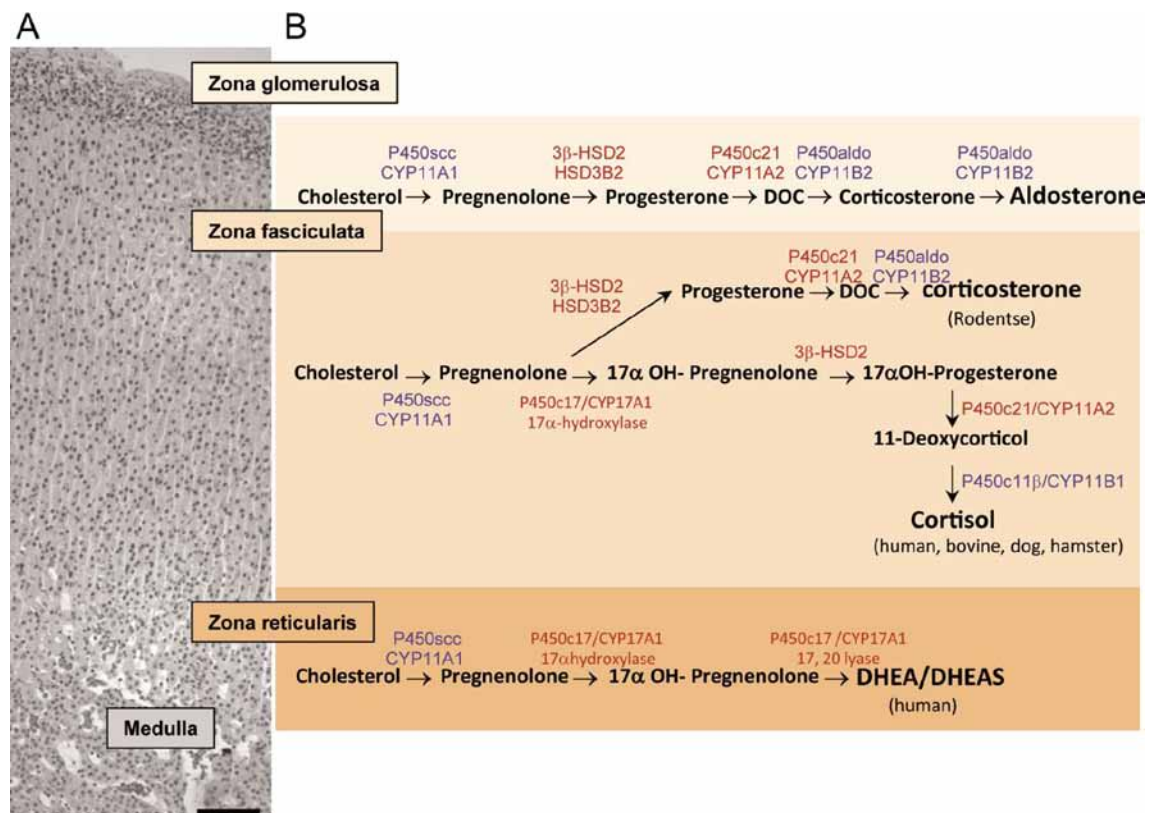 A
B
Zona glomerulosa
P450scc 3β-HSD2 P450c21 P450aldo P450aldo
CYP11A1 HSD3B2 CYP11A2 CYP11B2 CYP11B2
Cholesterol → Pregnenolone → Progesterone → DOC → Corticosterone → Aldosterone
Zona fasciculata
P450c21 P450aldo
CYP11A2 CYP11B2
3β-HSD2
HSD3B2
Progesterone → DOC → corticosterone
(Rodentse)
3β-HSD2
Cholesterol → Pregnenolone → 17α OH- Pregnenolone → 17αOH-Progesterone
P450scc P450c17/CYP17A1
CYP11A1 17α-hydroxylase
P450c21/CYP11A2
11-Deoxycorticol
P450c11β/CYP11B1
Cortisol
(human, bovine, dog, hamster)
Zona reticularis
P450scc P450c17/CYP17A1 P450c17 /CYP17A1
CYP11A1 17αhydroxylase 17, 20 lyase
Cholesterol → Pregnenolone → 17α OH- Pregnenolone → DHEA/DHEAS
(human)
Medulla